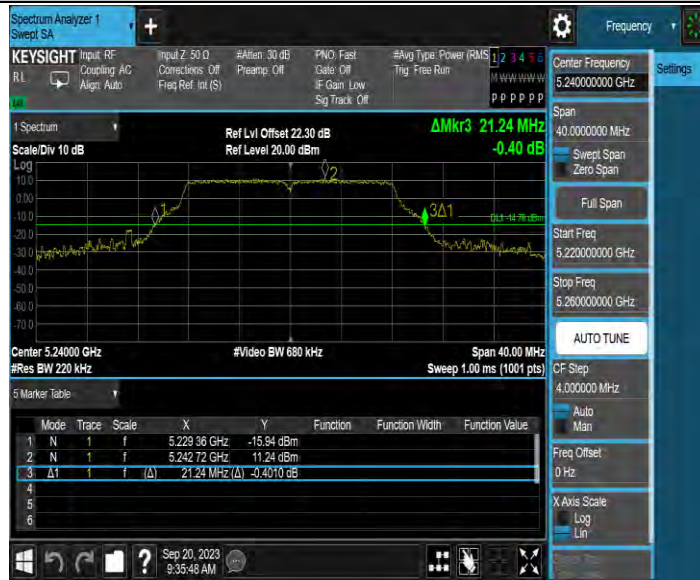 Spectrum Analyzer 1
Swept SA
+
Frequency
KEYSIGHT
RL
Input: RF
Coupling: AC
Align: Auto
Input Z: 50 Ω
Corrections: Off
Freq Ref: Int (S)
#Atten: 30 dB
Preamp: Off
PNO: Fast
Gate: Off
IF Gain: Low
Sig Track: Off
#Avg Type: Power (RMS
Trig: Free Run
1 2 3 4 5 6
M W W W W W
P P P P P P
Center Frequency
5.240000000 GHz
Settings
Span
40.0000000 MHz
Swept Span
Zero Span
Full Span
Start Freq
5.220000000 GHz
Stop Freq
5.260000000 GHz
AUTO TUNE
CF Step
4.000000 MHz
Auto
Man
Freq Offset
0 Hz
X Axis Scale
Log
Lin
1 Spectrum
Scale/Div 10 dB
Ref Lvl Offset 22.30 dB
Ref Level 20.00 dBm
ΔMkr3 21.24 MHz
-0.40 dB
Log
10.0
0.00
-10.0
-20.0
-30.0
-40.0
-50.0
-60.0
-70.0
1
2
3Δ1
DL1 -14.76 dBm
Center 5.24000 GHz
#Res BW 220 kHz
#Video BW 680 kHz
Span 40.00 MHz
Sweep 1.00 ms (1001 pts)
5 Marker Table
Mode Trace Scale X Y Function Function Width Function Value
1 N 1 f 5.229 36 GHz -15.94 dBm
2 N 1 f 5.242 72 GHz 11.24 dBm
3 Δ1 1 f (Δ) 21.24 MHz (Δ) -0.4010 dB
4
5
6
?
Sep 20, 2023
9:35:48 AM